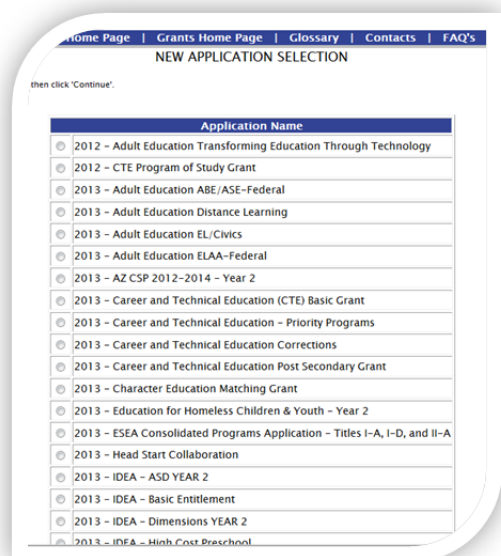 Home Page | Grants Home Page | Glossary | Contacts | FAQ's
NEW APPLICATION SELECTION
then click 'Continue'.
Application Name
2012 - Adult Education Transforming Education Through Technology
2012 - CTE Program of Study Grant
2013 - Adult Education ABE/ASE-Federal
2013 - Adult Education Distance Learning
2013 - Adult Education EL/Civics
2013 - Adult Education ELAA-Federal
2013 - AZ CSP 2012-2014 - Year 2
2013 - Career and Technical Education (CTE) Basic Grant
2013 - Career and Technical Education - Priority Programs
2013 - Career and Technical Education Corrections
2013 - Career and Technical Education Post Secondary Grant
2013 - Character Education Matching Grant
2013 - Education for Homeless Children & Youth - Year 2
2013 - ESEA Consolidated Programs Application - Titles I-A, I-D, and II-A
2013 - Head Start Collaboration
2013 - IDEA - ASD YEAR 2
2013 - IDEA - Basic Entitlement
2013 - IDEA - Dimensions YEAR 2
2013 - IDEA - High Cost Preschool